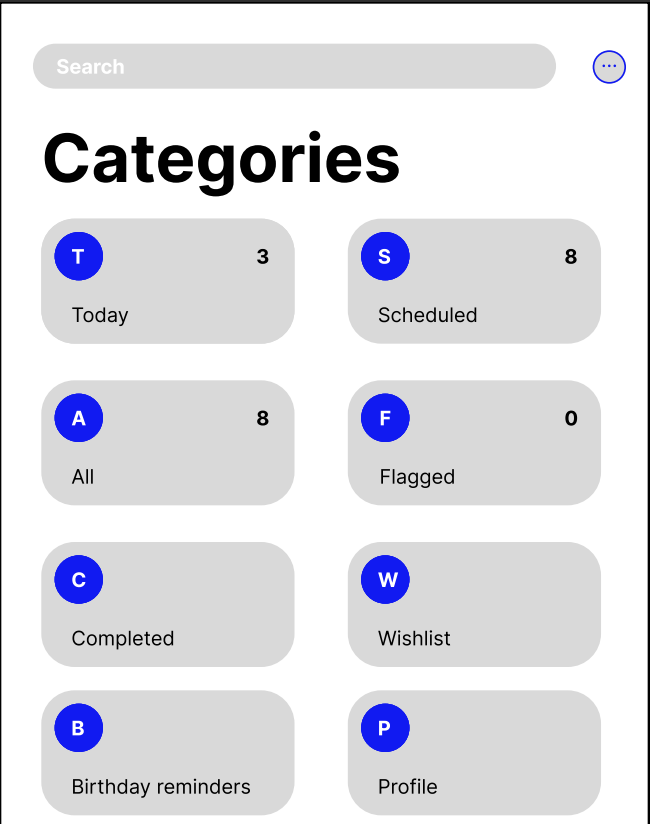 Search ...
Categories
T 3 S 8
Today Scheduled
A 8 F 0
All Flagged
C W
Completed Wishlist
B P
Birthday reminders Profile